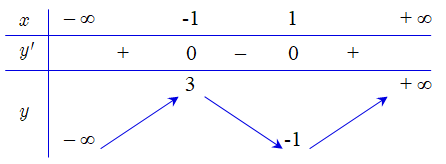 x – ∞ -1 1 + ∞
y' + 0 – 0 +
3 + ∞
y
– ∞ -1